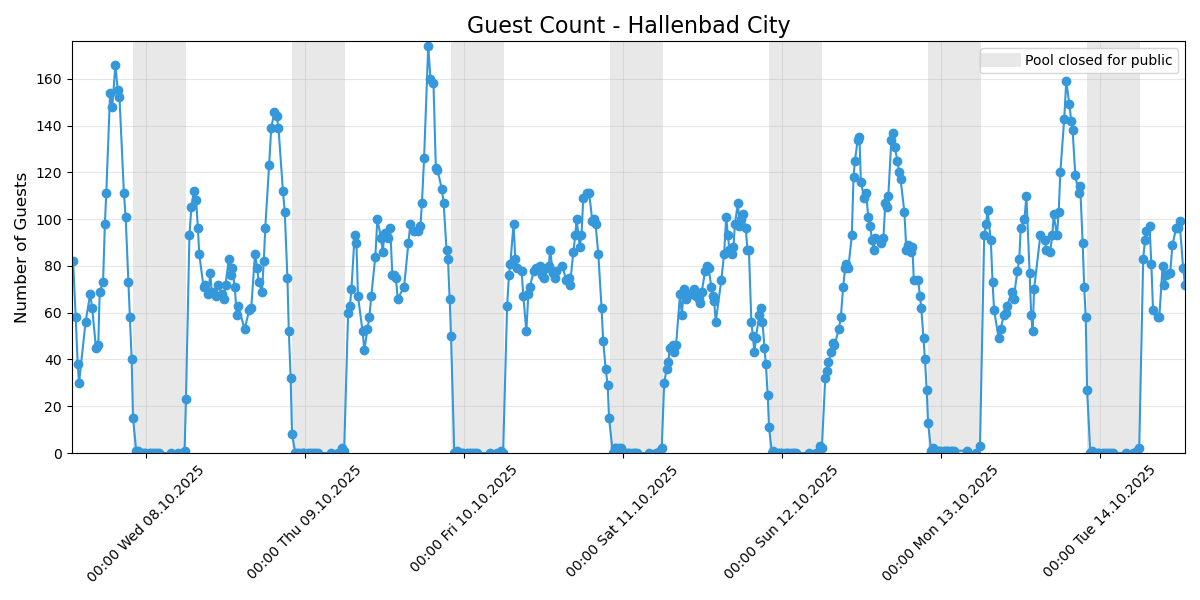 Guest Count - Hallenbad City
Pool closed for public
Number of Guests
160
140
120
100
80
60
40
20
0
00:00 Wed 08.10.2025
00:00 Thu 09.10.2025
00:00 Fri 10.10.2025
00:00 Sat 11.10.2025
00:00 Sun 12.10.2025
00:00 Mon 13.10.2025
00:00 Tue 14.10.2025